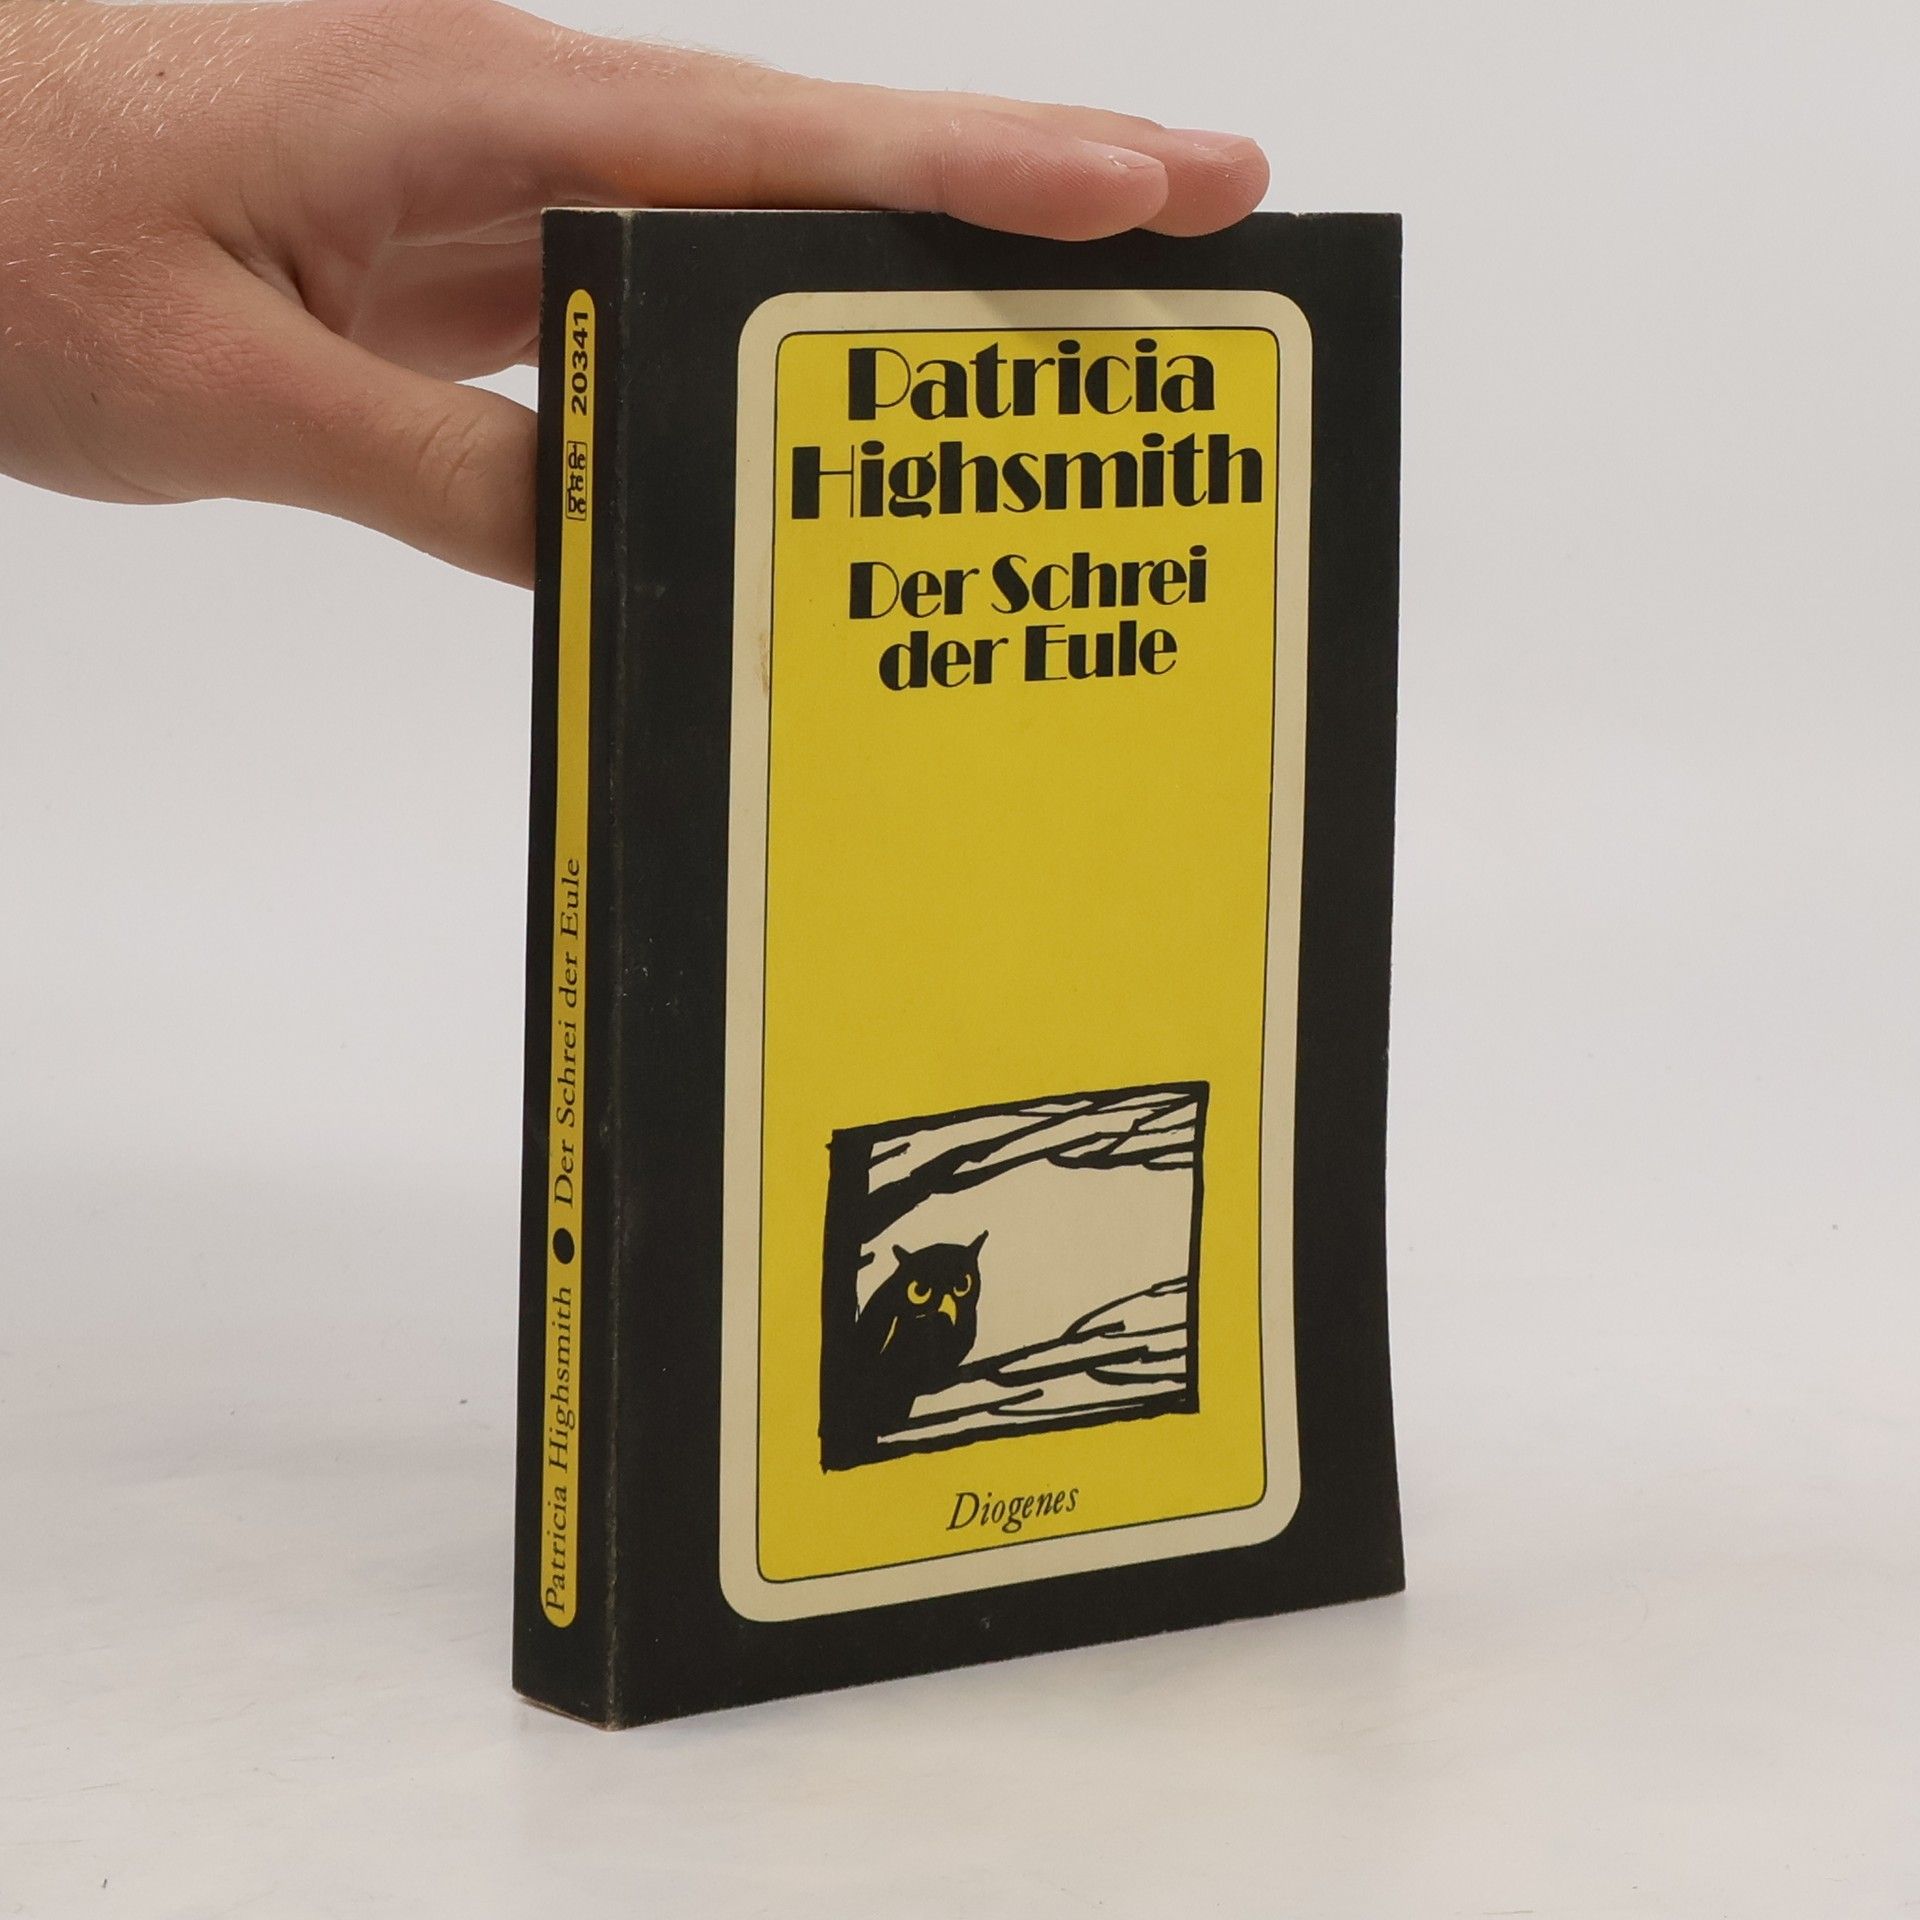 Patricia
Highsmith
Der Schrei
der Eule
Diogenes
Patricia Highsmith ● Der Schrei der Eule
20341